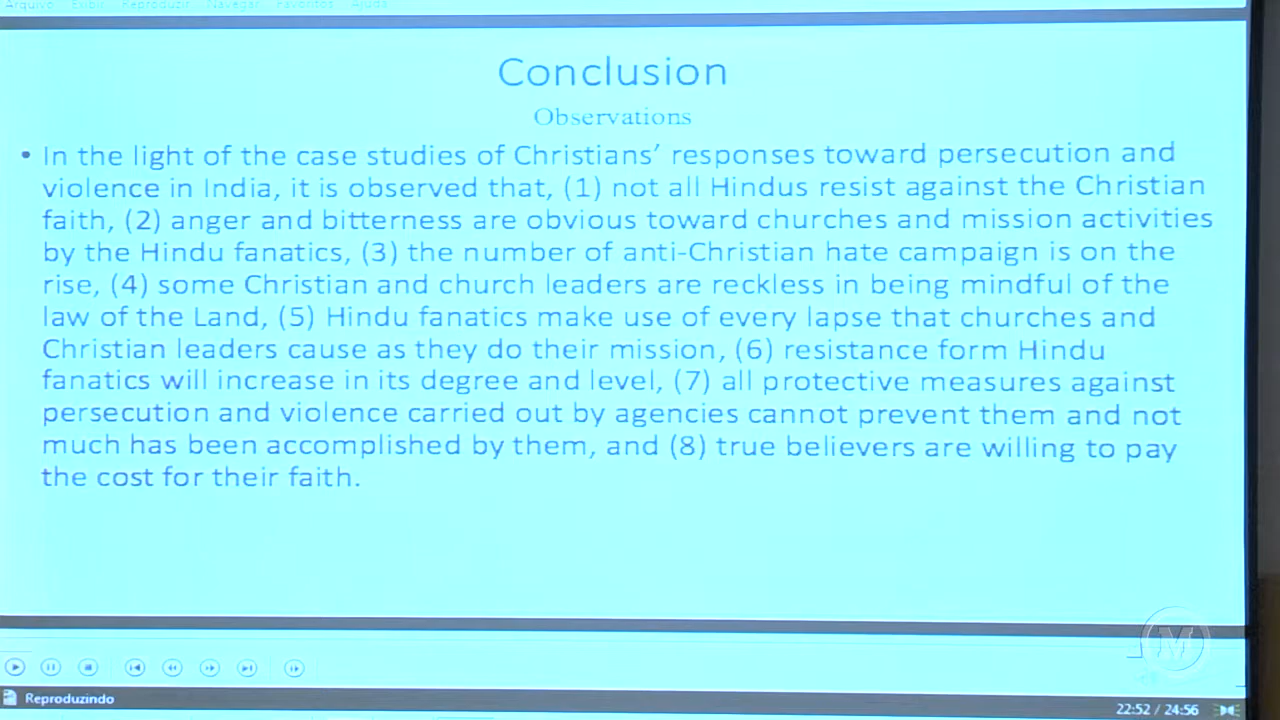 Arquivo Exibir Reproduzir Navegar Favoritos Ajuda
Conclusion
Observations
• In the light of the case studies of Christians’ responses toward persecution and
violence in India, it is observed that, (1) not all Hindus resist against the Christian
faith, (2) anger and bitterness are obvious toward churches and mission activities
by the Hindu fanatics, (3) the number of anti-Christian hate campaign is on the
rise, (4) some Christian and church leaders are reckless in being mindful of the
law of the Land, (5) Hindu fanatics make use of every lapse that churches and
Christian leaders cause as they do their mission, (6) resistance form Hindu
fanatics will increase in its degree and level, (7) all protective measures against
persecution and violence carried out by agencies cannot prevent them and not
much has been accomplished by them, and (8) true believers are willing to pay
the cost for their faith.
M
Reproduzindo
22:52 / 24:56